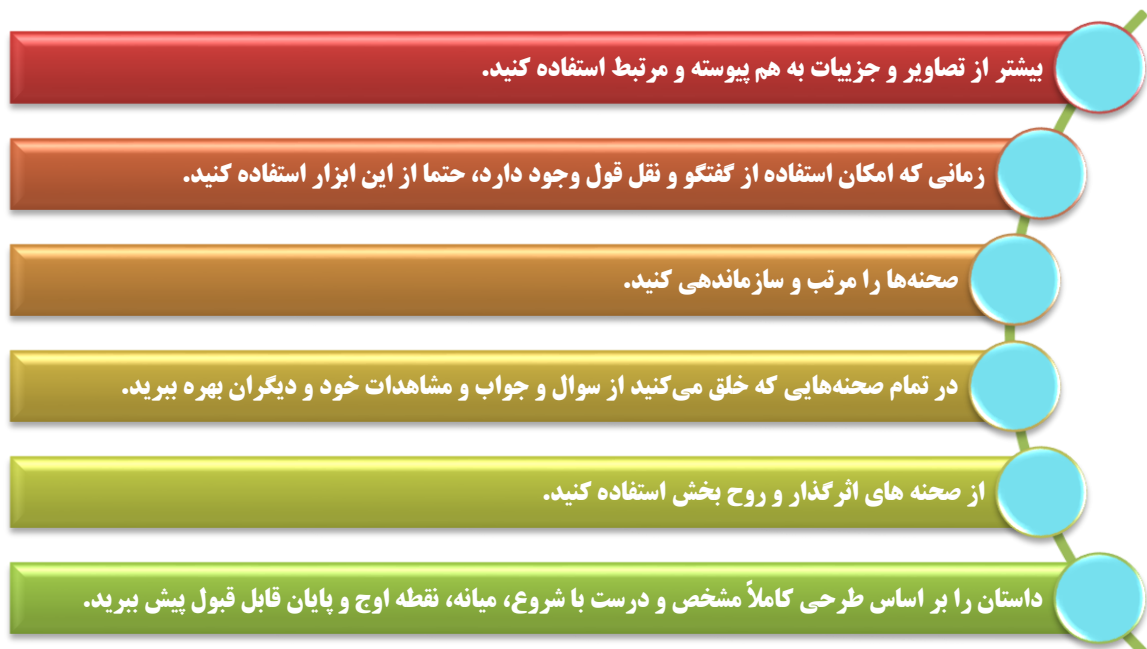 بیشتر از تصاویر و جزییات به هم پیوسته و مرتبط استفاده کنید.
زمانی که امکان استفاده از گفتگو و نقل قول وجود دارد، حتما از این ابزار استفاده کنید.
صحنه‌ها را مرتب و سازماندهی کنید.
در تمام صحنه‌هایی که خلق می‌کنید از سوال و جواب و مشاهدات خود و دیگران بهره ببرید.
از صحنه های اثرگذار و روح بخش استفاده کنید.
داستان را بر اساس طرحی کاملاً مشخص و درست با شروع، میانه، نقطه اوج و پایان قابل قبول پیش ببرید.